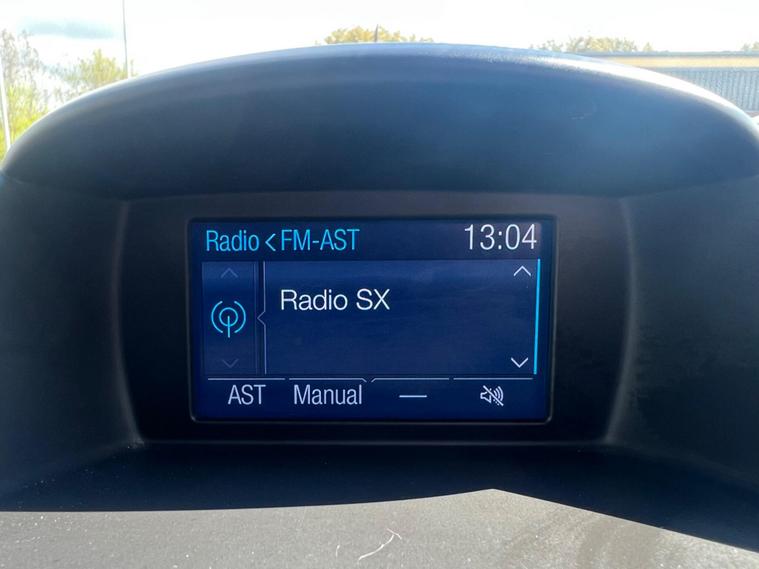 Radio < FM-AST 13:04
Radio SX
AST Manual —